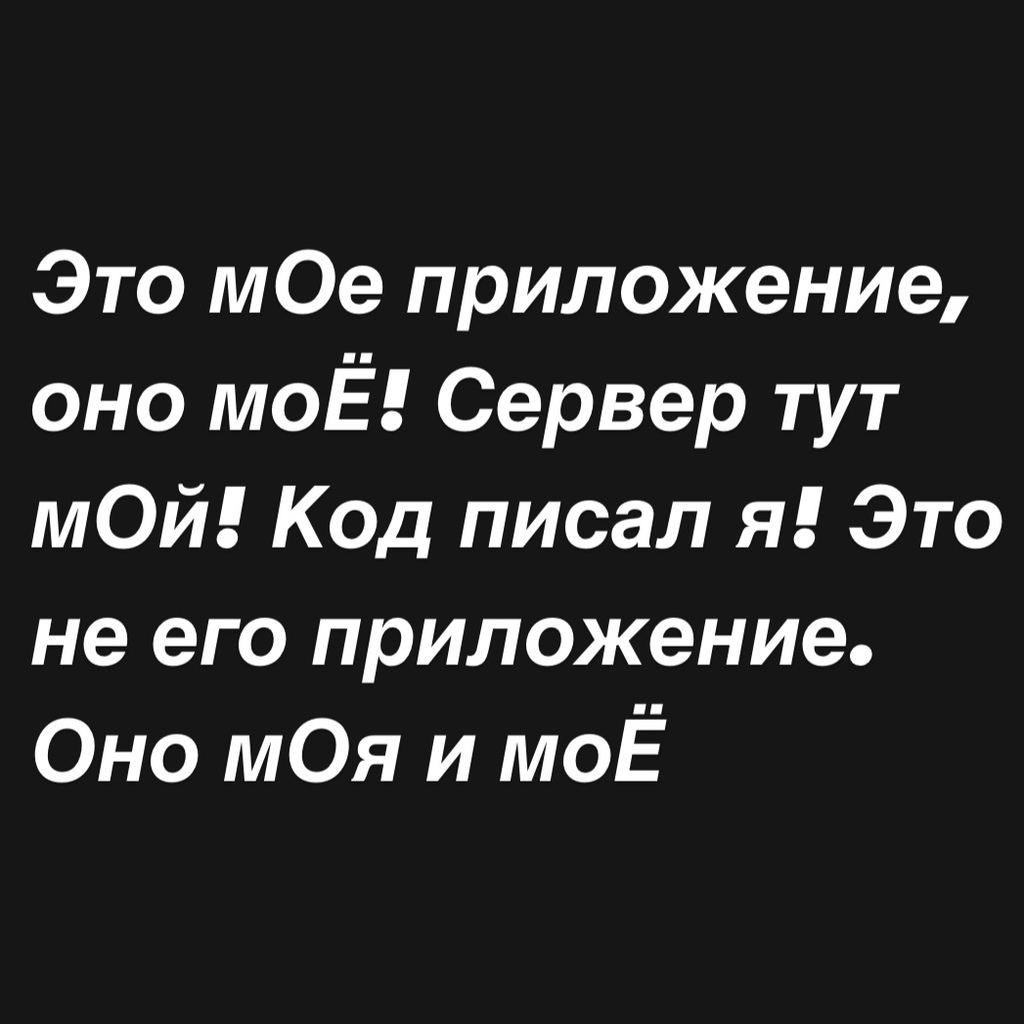 Это мОе приложение,
оно моЁ! Сервер тут
мОй! Код писал я! Это
не его приложение.
Оно мОя и моЁ